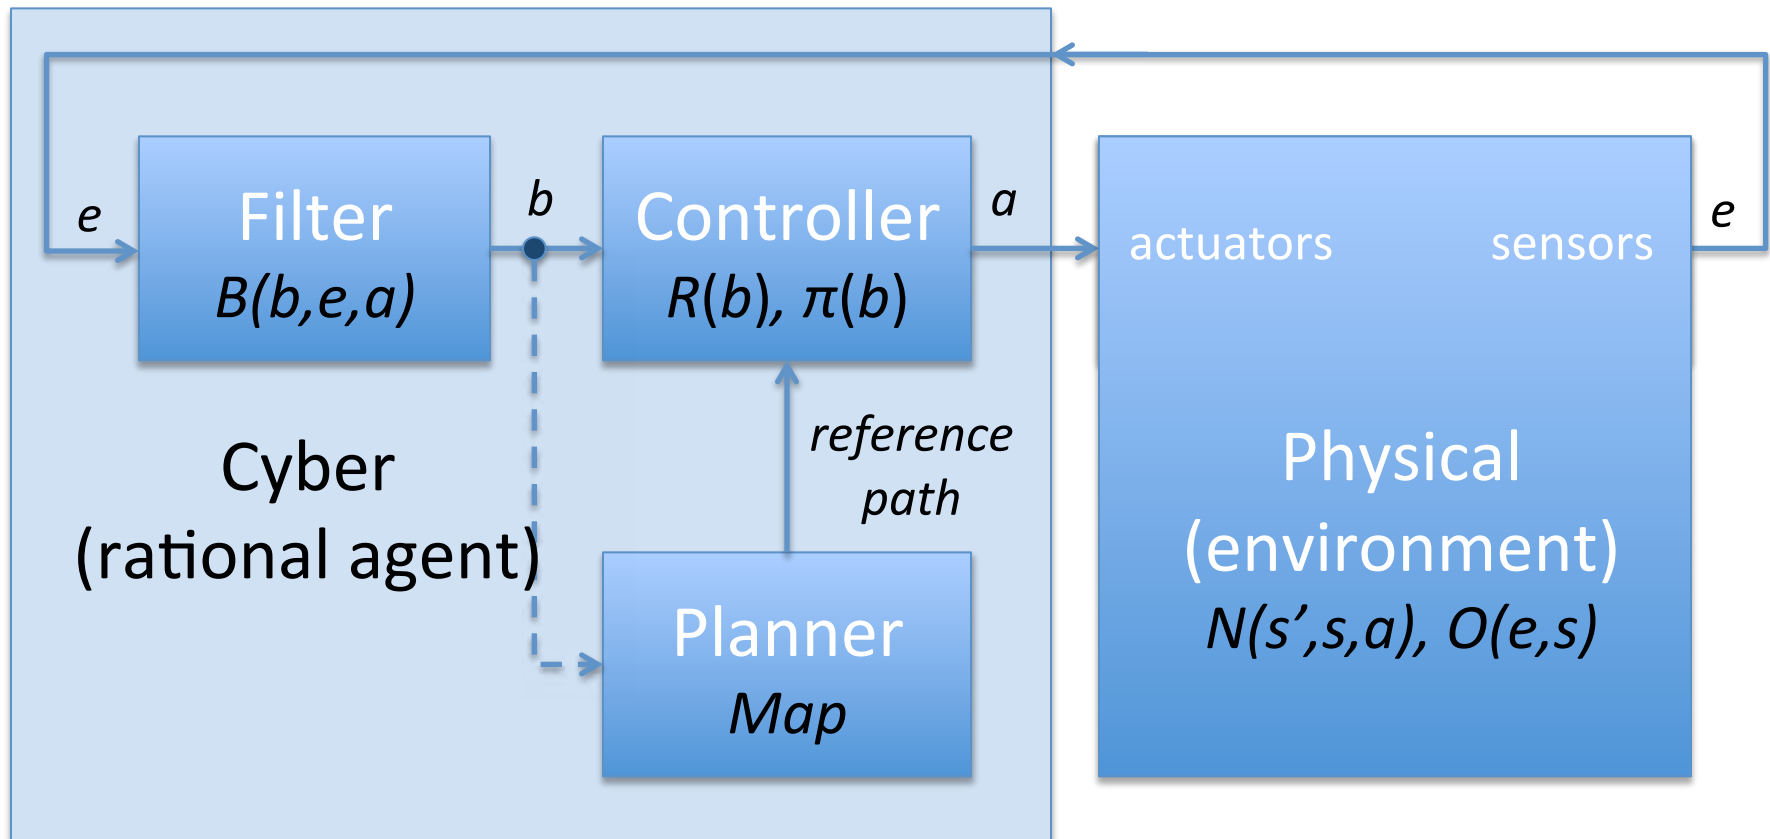 e
Filter
B(b,e,a)
b
Controller
R(b), π(b)
a
actuators
sensors
e
Cyber
(rational agent)
reference
path
Planner
Map
Physical
(environment)
N(s’,s,a), O(e,s)